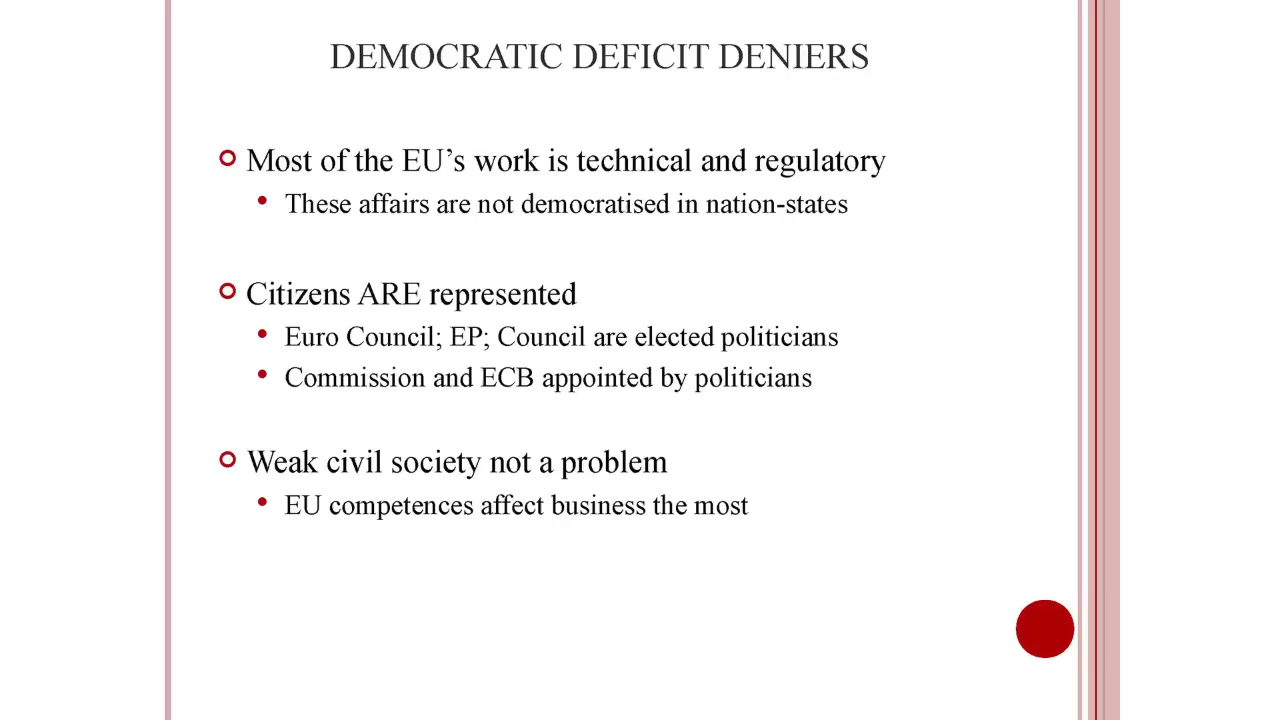 DEMOCRATIC DEFICIT DENIERS
Most of the EU’s work is technical and regulatory
These affairs are not democratised in nation-states
Citizens ARE represented
Euro Council; EP; Council are elected politicians
Commission and ECB appointed by politicians
Weak civil society not a problem
EU competences affect business the most